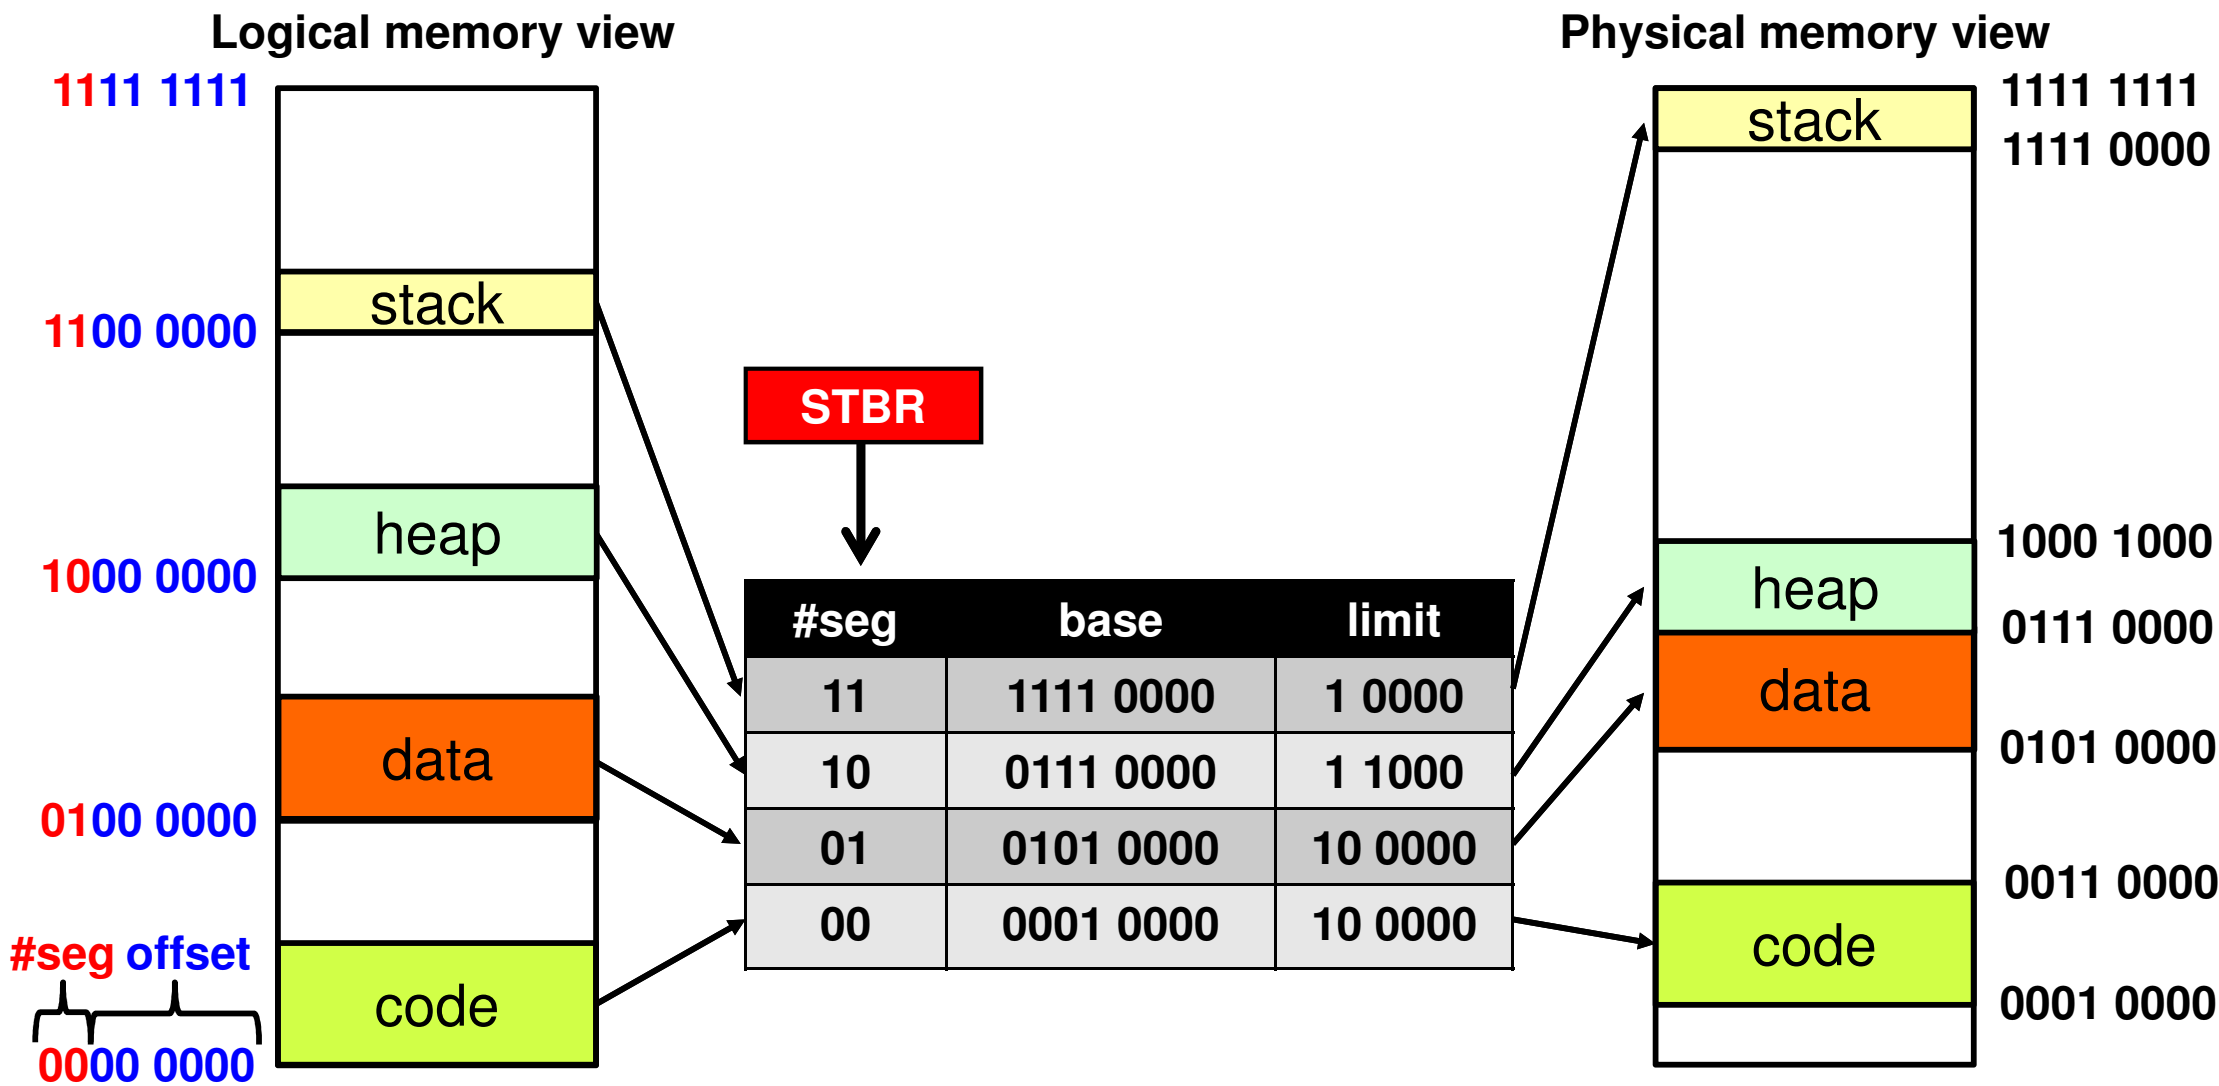 Logical memory view
1111 1111
stack
1100 0000
heap
1000 0000
data
0100 0000
#seg offset
code
0000 0000
STBR
#seg base limit
11 1111 0000 1 0000
10 0111 0000 1 1000
01 0101 0000 10 0000
00 0001 0000 10 0000
Physical memory view
1111 1111
stack
1111 0000
1000 1000
heap
0111 0000
data
0101 0000
0011 0000
code
0001 0000